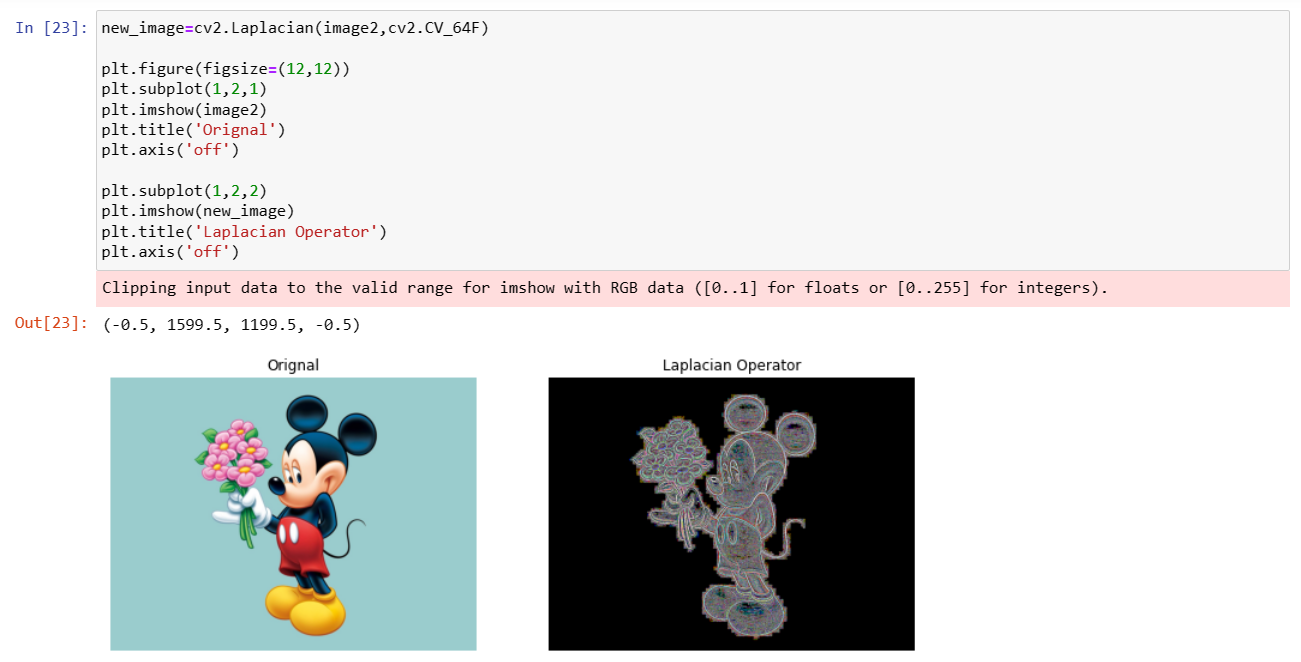 In [23]: new_image=cv2.Laplacian(image2,cv2.CV_64F)
plt.figure(figsize=(12,12))
plt.subplot(1,2,1)
plt.imshow(image2)
plt.title('Orignal')
plt.axis('off')
plt.subplot(1,2,2)
plt.imshow(new_image)
plt.title('Laplacian Operator')
plt.axis('off')
Clipping input data to the valid range for imshow with RGB data ([0..1] for floats or [0..255] for integers).
Out[23]: (-0.5, 1599.5, 1199.5, -0.5)
Orignal
Laplacian Operator